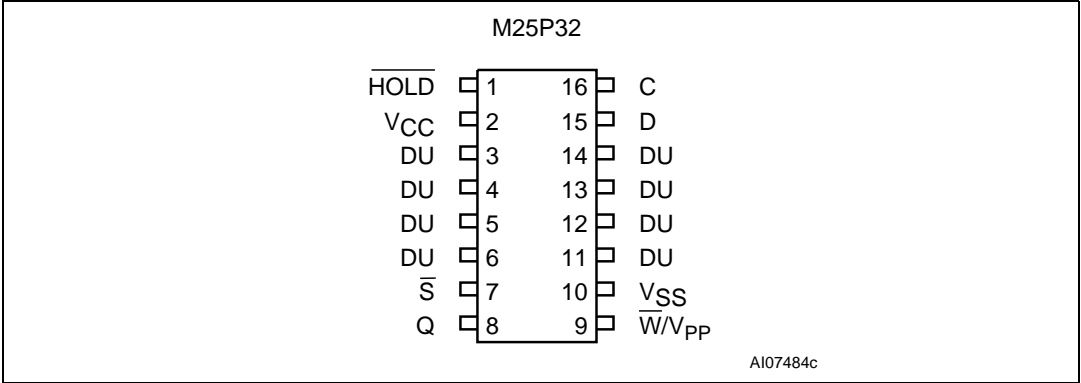 M25P32
HOLD 1 16 C
VCC 2 15 D
DU 3 14 DU
DU 4 13 DU
DU 5 12 DU
DU 6 11 DU
S 7 10 VSS
Q 8 9 W/VPP
AI07484c